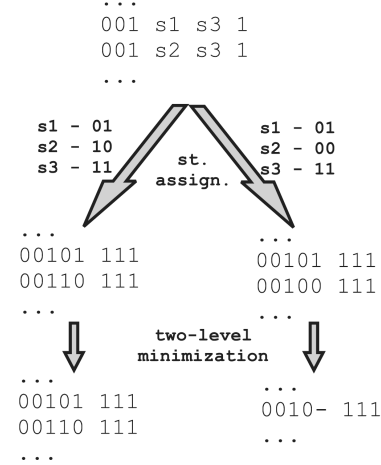 ...
001 s1 s3 1
001 s2 s3 1
...
s1 - 01
s2 - 10
s3 - 11
st.
assign.
s1 - 01
s2 - 00
s3 - 11
...
00101 111
00110 111
...
...
00101 111
00100 111
...
two-level
minimization
...
00101 111
00110 111
...
...
0010- 111
...